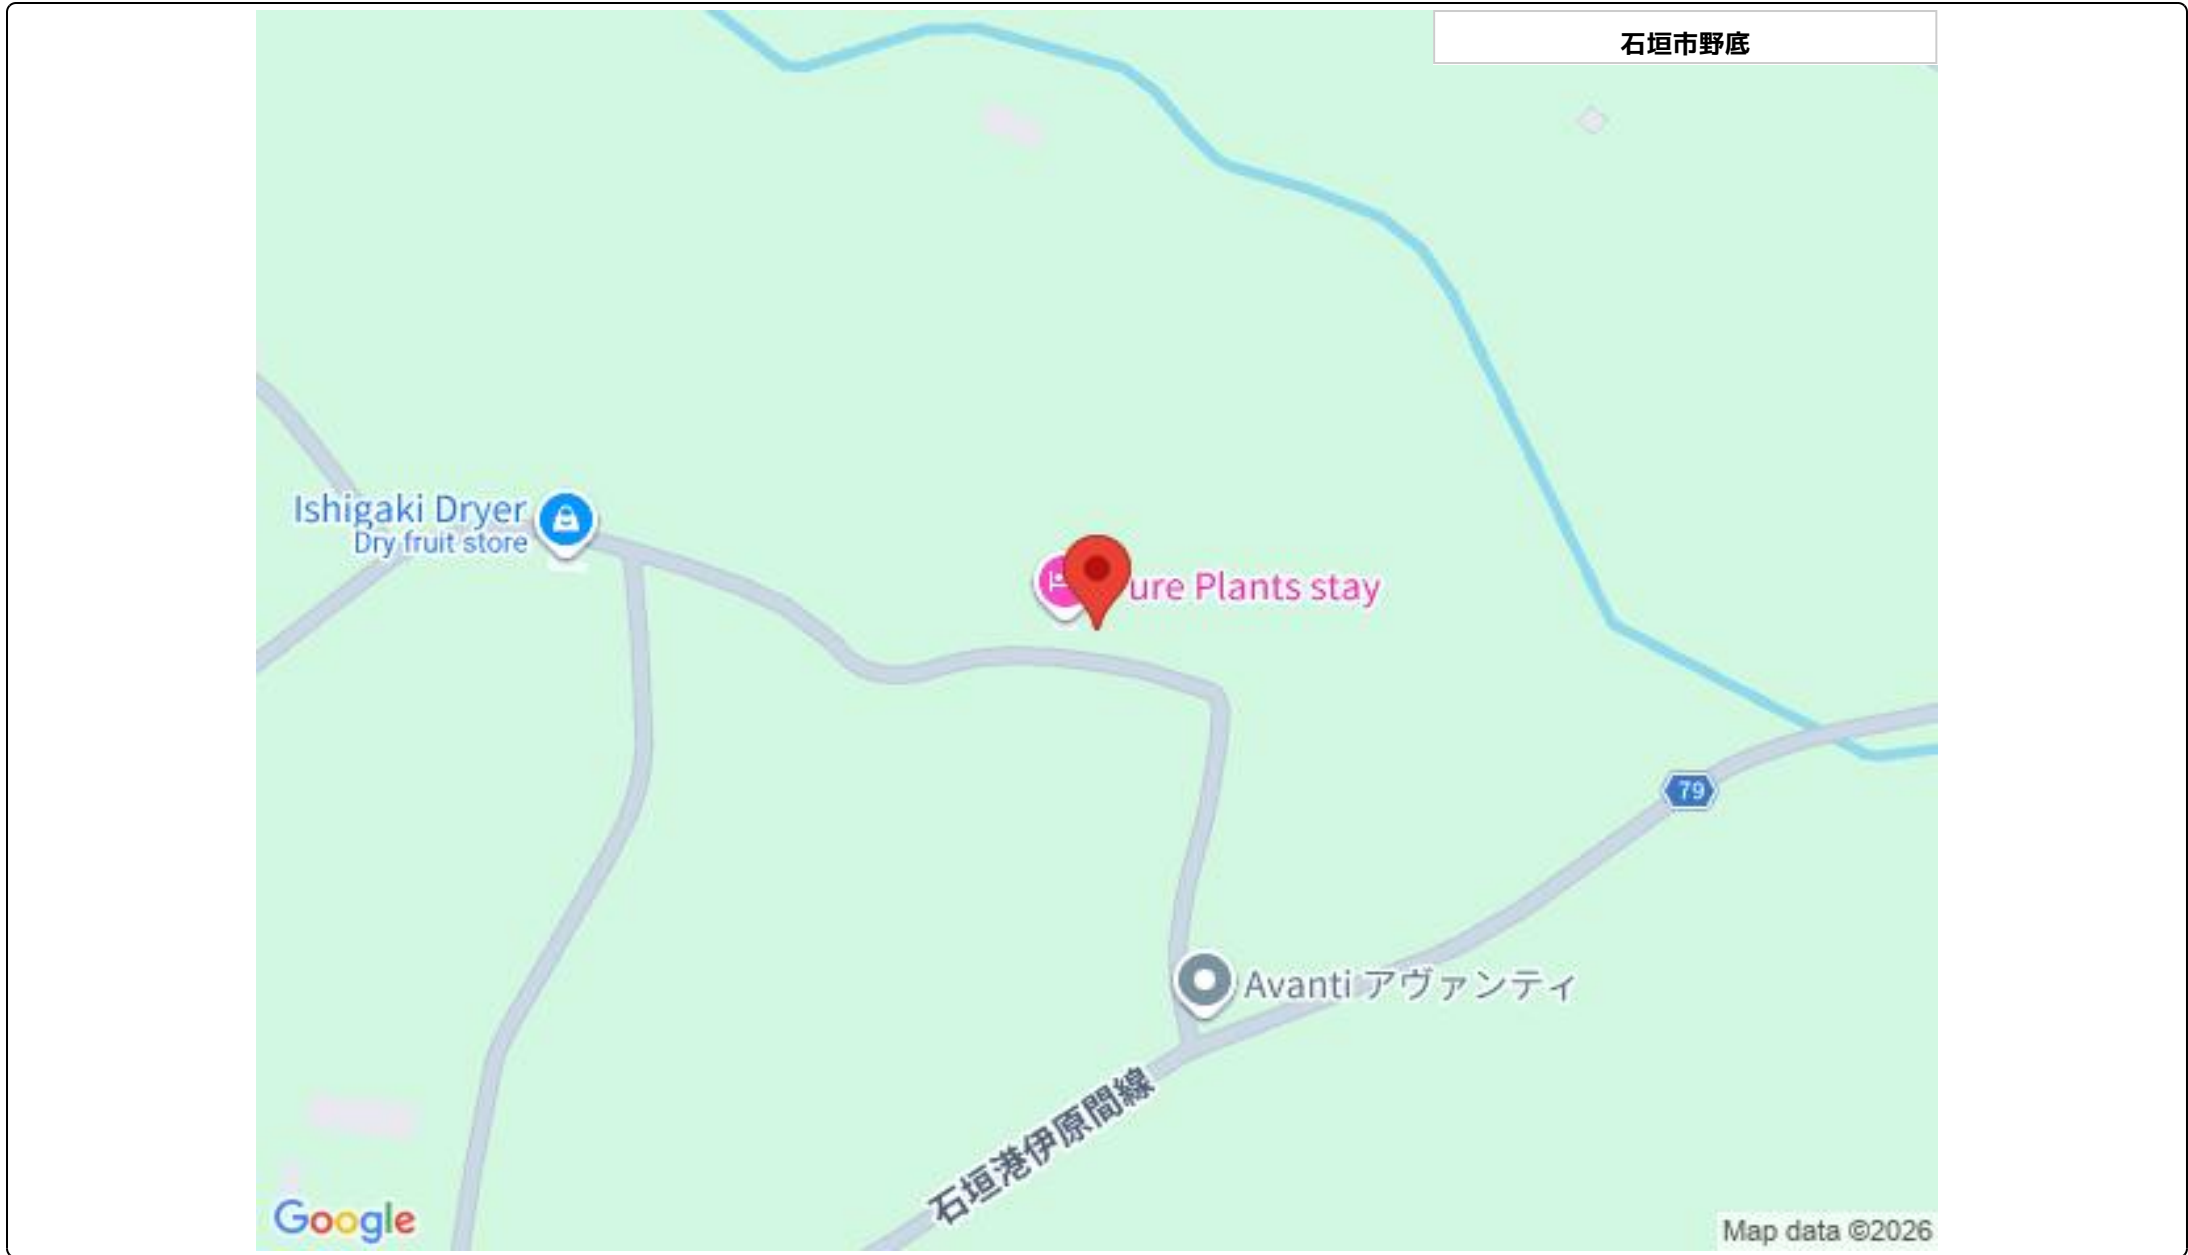 石垣市野底
Ishigaki Dryer
Dry fruit store
ure Plants stay
79
Avanti アヴァンティ
石垣港伊原間線
Google
Map data ©2026